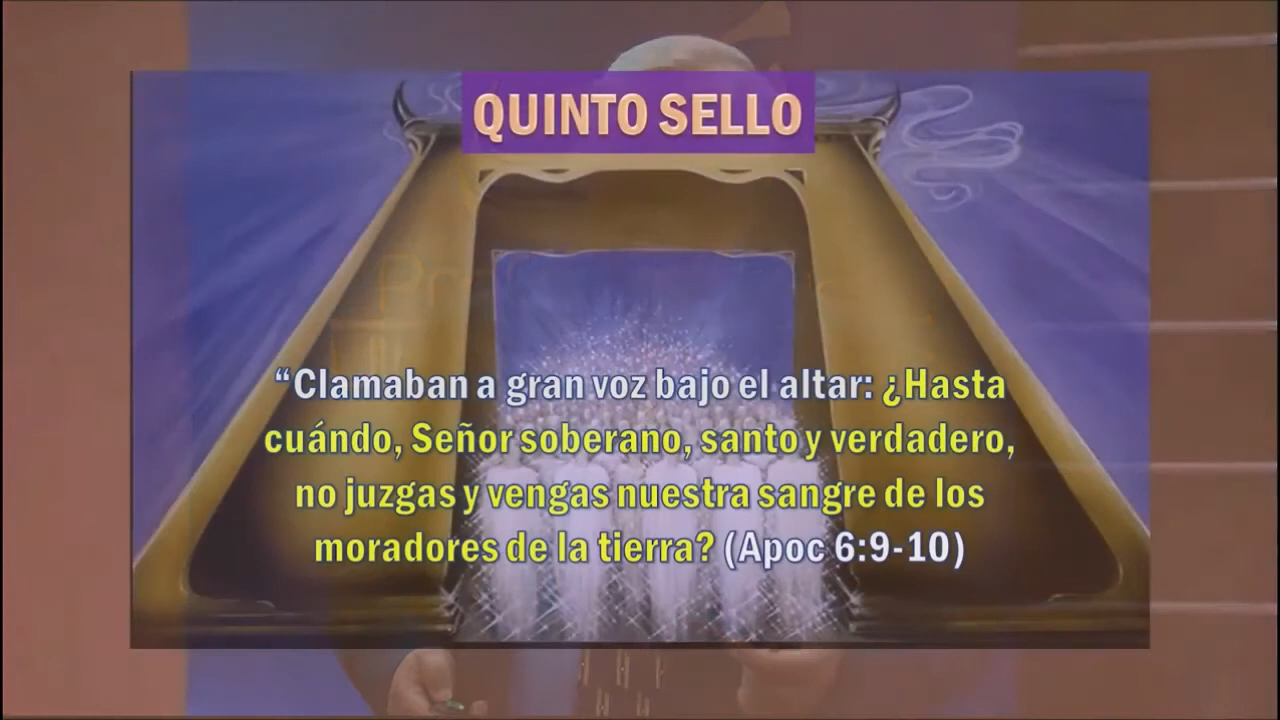 QUINTO SELLO
“Clamaban a gran voz bajo el altar: ¿Hasta
cuándo, Señor soberano, santo y verdadero,
no juzgas y vengas nuestra sangre de los
moradores de la tierra? (Apoc 6:9-10)